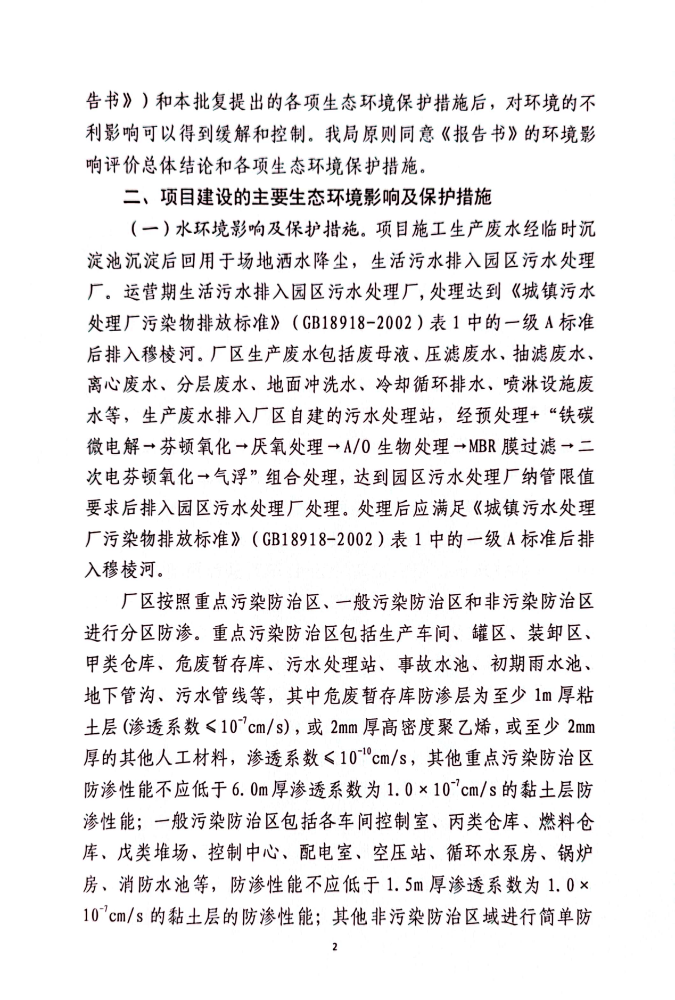 告书》）和本批复提出的各项生态环境保护措施后，对环境的不
利影响可以得到缓解和控制。我局原则同意《报告书》的环境影
响评价总体结论和各项生态环境保护措施。
二、项目建设的主要生态环境影响及保护措施
（一）水环境影响及保护措施。项目施工生产废水经临时沉
淀池沉淀后回用于场地洒水降尘，生活污水排入园区污水处理
厂。运营期生活污水排入园区污水处理厂,处理达到《城镇污水
处理厂污染物排放标准》（GB18918-2002）表 1 中的一级 A 标准
后排入穆棱河。厂区生产废水包括废母液、压滤废水、抽滤废水、
离心废水、分层废水、地面冲洗水、冷却循环排水、喷淋设施废
水等，生产废水排入厂区自建的污水处理站，经预处理+“铁碳
微电解→芬顿氧化→厌氧处理→A/O 生物处理→MBR 膜过滤→二
次电芬顿氧化→气浮”组合处理，达到园区污水处理厂纳管限值
要求后排入园区污水处理厂处理。处理后应满足《城镇污水处理
厂污染物排放标准》（GB18918-2002）表 1 中的一级 A 标准后排
入穆棱河。
厂区按照重点污染防治区、一般污染防治区和非污染防治区
进行分区防渗。重点污染防治区包括生产车间、罐区、装卸区、
甲类仓库、危废暂存库、污水处理站、事故水池、初期雨水池、
地下管沟、污水管线等，其中危废暂存库防渗层为至少 1m 厚粘
土层(渗透系数≤10⁻⁷cm/s),或 2mm 厚高密度聚乙烯,或至少 2mm
厚的其他人工材料，渗透系数≤10⁻¹⁰cm/s，其他重点污染防治区
防渗性能不应低于 6.0m 厚渗透系数为 1.0×10⁻⁷cm/s 的黏土层防
渗性能；一般污染防治区包括各车间控制室、丙类仓库、燃料仓
库、戊类堆场、控制中心、配电室、空压站、循环水泵房、锅炉
房、消防水池等，防渗性能不应低于 1.5m 厚渗透系数为 1.0×
10⁻⁷cm/s 的黏土层的防渗性能；其他非污染防治区域进行简单防
2